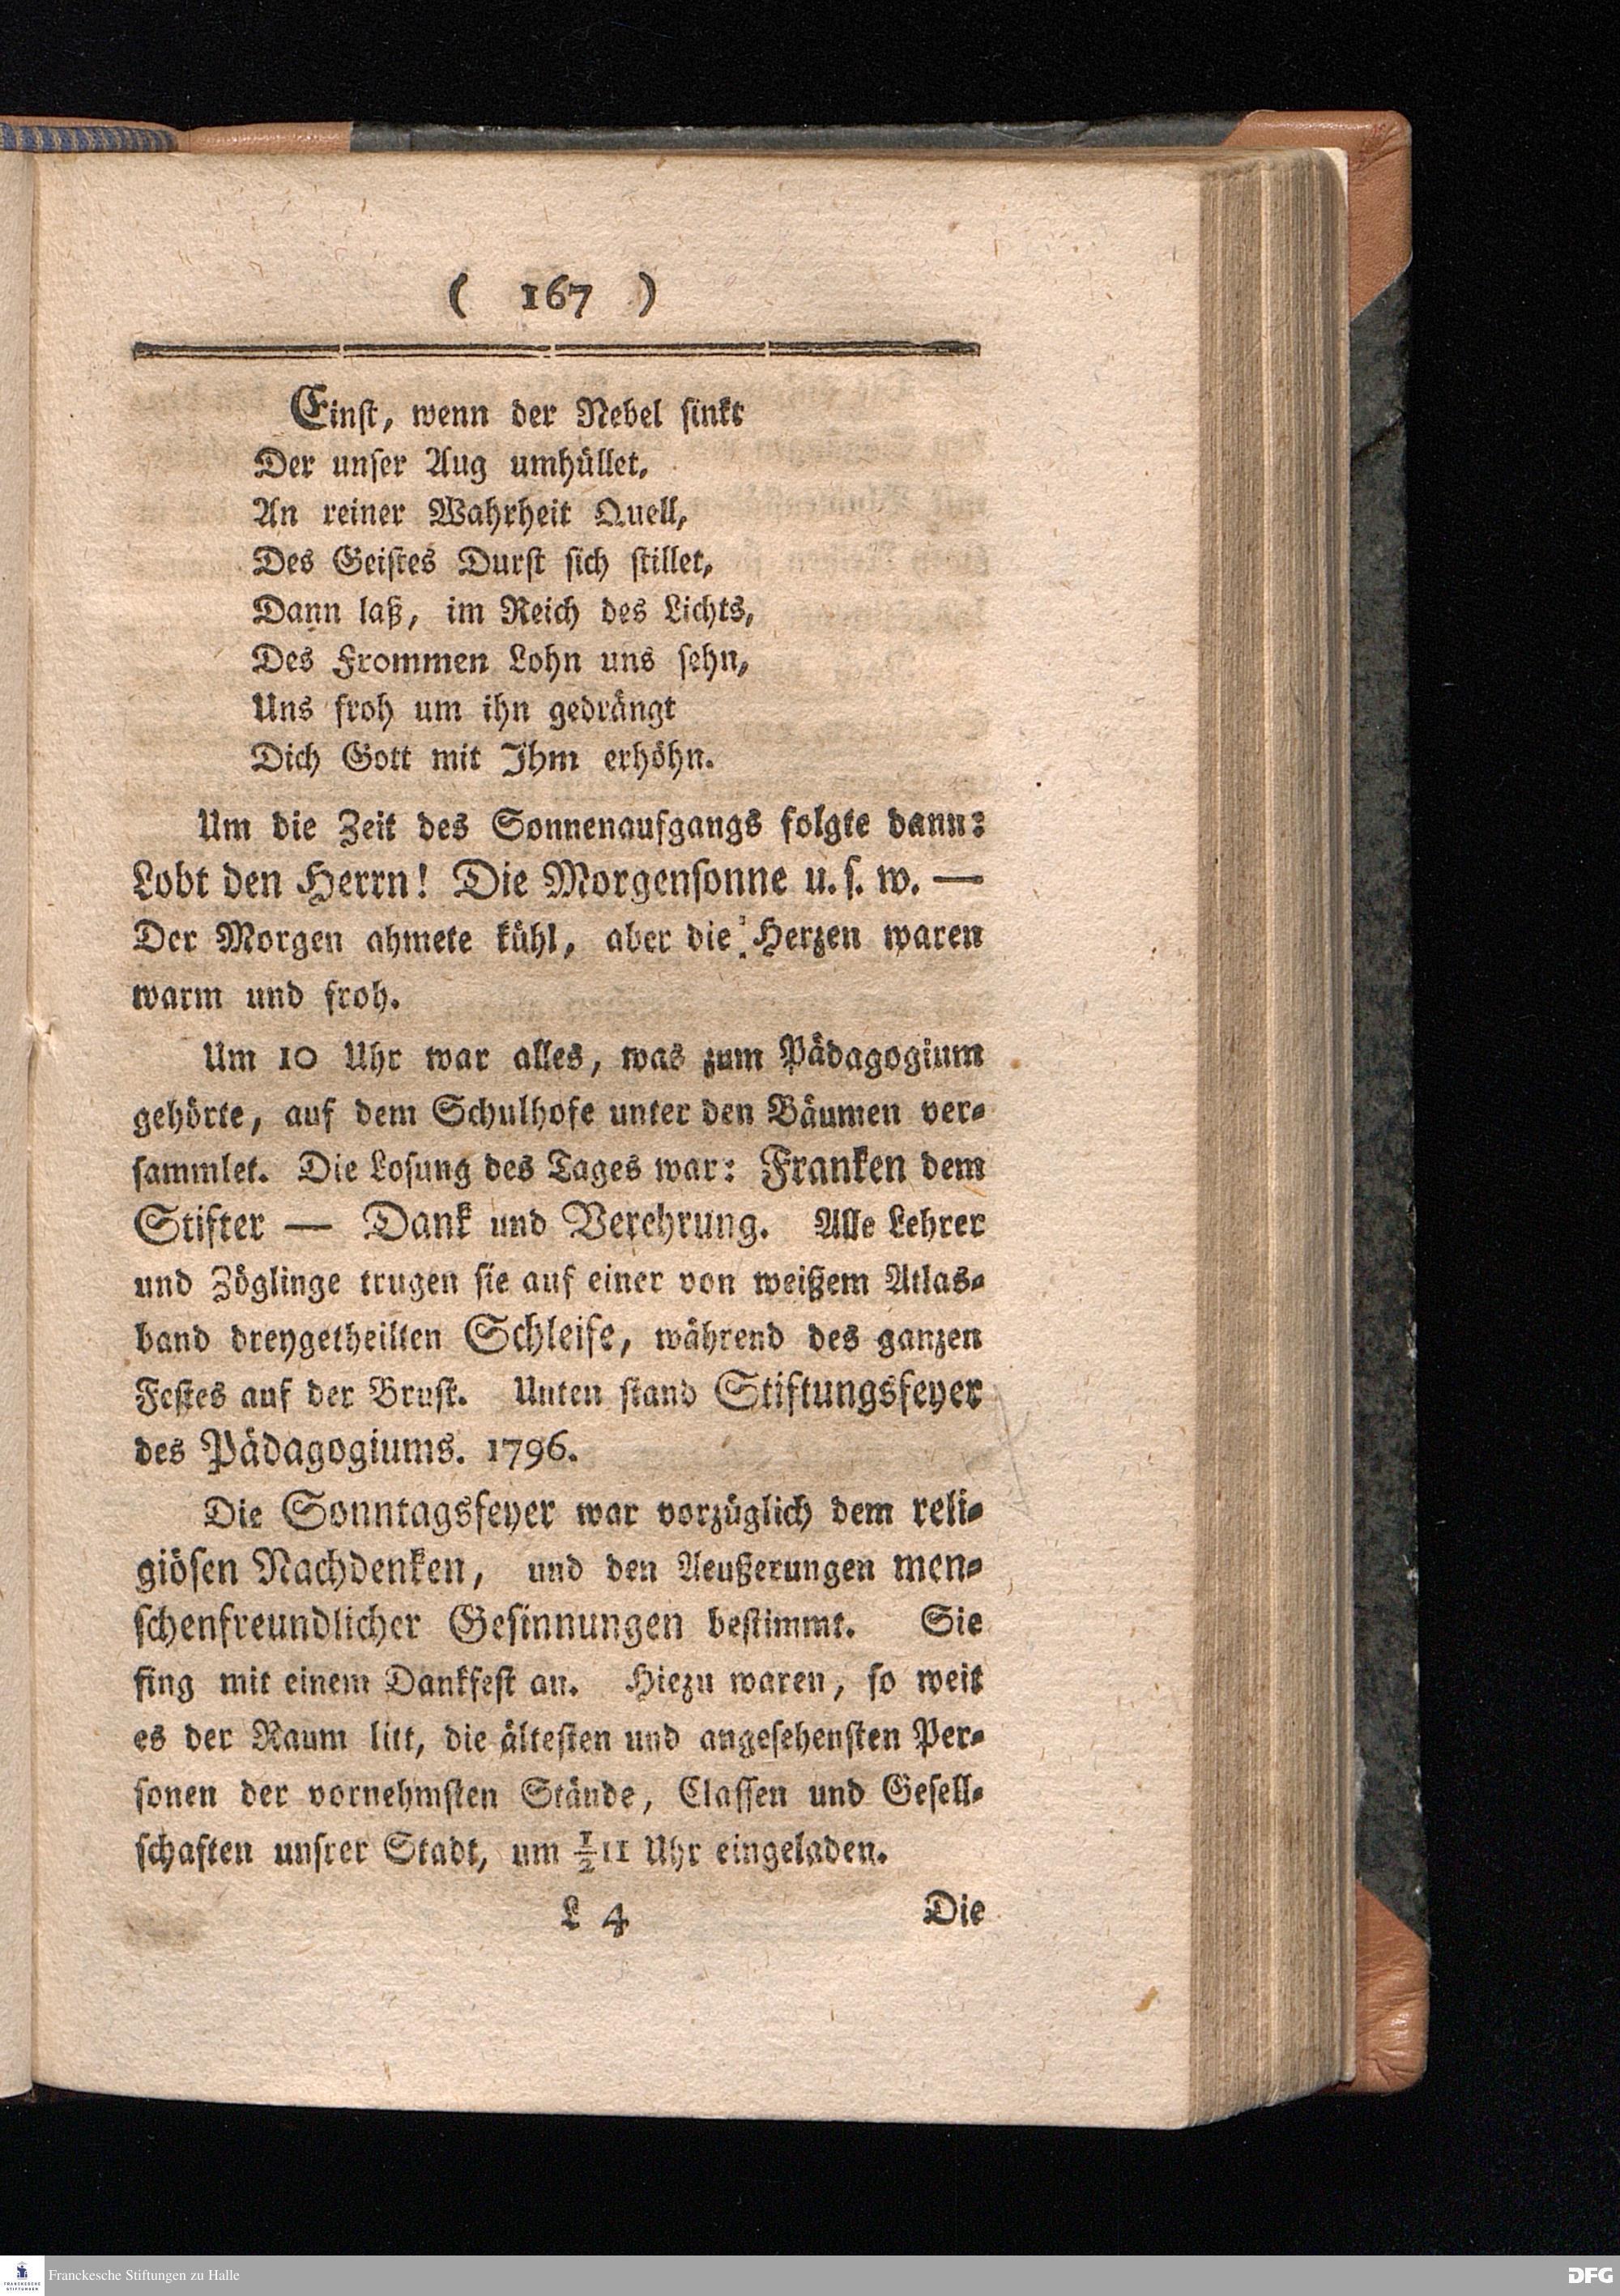 ( 167 )
Einst, wenn der Nebel sinkt
Der unser Aug umhüllet,
An reiner Wahrheit Quell,
Des Geistes Durst sich stillet,
Dann laß, im Reich des Lichts,
Des Frommen Lohn uns sehn,
Uns froh um ihn gedrängt
Dich Gott mit Ihm erhöhn.
Um die Zeit des Sonnenaufgangs folgte dann:
Lobt den Herrn! Die Morgensonne u. s. w. —
Der Morgen ahmete kühl, aber die Herzen waren
warm und froh.
Um 10 Uhr war alles, was zum Pädagogium
gehörte, auf dem Schulhofe unter den Bäumen ver-
sammlet. Die Losung des Tages war: Franken dem
Stifter — Dank und Verehrung. Alle Lehrer
und Zöglinge trugen sie auf einer von weißem Atlas-
band dreygetheilten Schleife, während des ganzen
Festes auf der Brust. Unten stand Stiftungsfeyer
des Pädagogiums. 1796.
Die Sonntagsfeyer war vorzüglich dem reli-
giösen Nachdenken, und den Aeußerungen men-
schenfreundlicher Gesinnungen bestimmt. Sie
fing mit einem Dankfest an. Hiezu waren, so weit
es der Raum litt, die ältesten und angesehensten Per-
sonen der vornehmsten Stände, Classen und Gesell-
schaften unsrer Stadt, um ½11 Uhr eingeladen.
L 4 Die
FRANCKESCHE
STIFTUNGEN
Franckesche Stiftungen zu Halle
DFG